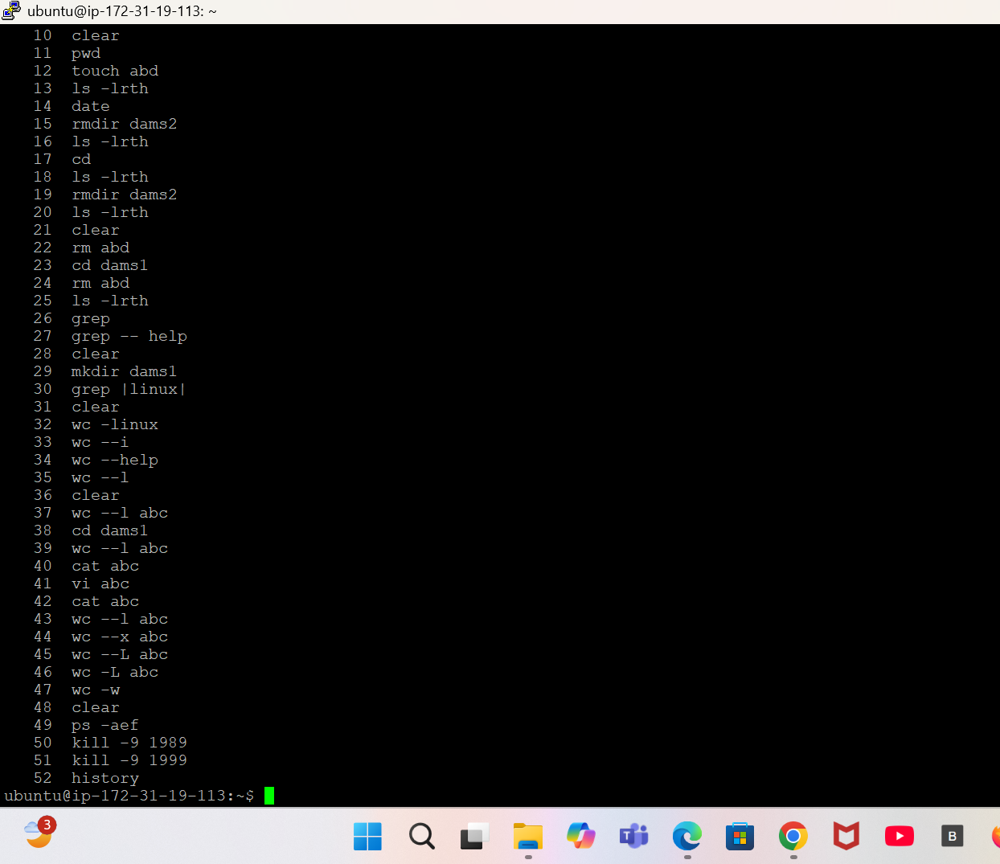 ubuntu@ip-172-31-19-113: ~
10 clear
11 pwd
12 touch abd
13 ls -lrth
14 date
15 rmdir dams2
16 ls -lrth
17 cd
18 ls -lrth
19 rmdir dams2
20 ls -lrth
21 clear
22 rm abd
23 cd dams1
24 rm abd
25 ls -lrth
26 grep
27 grep -- help
28 clear
29 mkdir dams1
30 grep |linux|
31 clear
32 wc -linux
33 wc --i
34 wc --help
35 wc --l
36 clear
37 wc --l abc
38 cd dams1
39 wc --l abc
40 cat abc
41 vi abc
42 cat abc
43 wc --l abc
44 wc --x abc
45 wc --L abc
46 wc -L abc
47 wc -w
48 clear
49 ps -aef
50 kill -9 1989
51 kill -9 1999
52 history
ubuntu@ip-172-31-19-113:~$
3
T
B